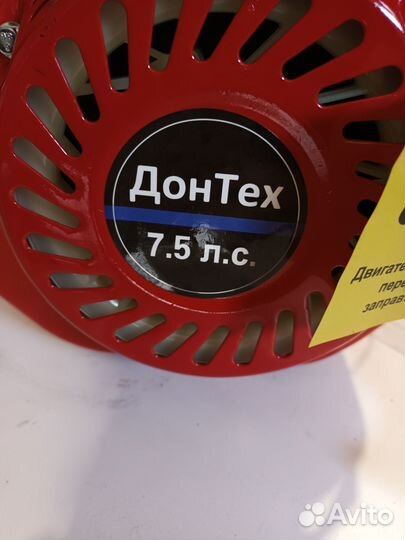 ДонТех
7.5 л.с.
Двигате
пере
заправ
Avito